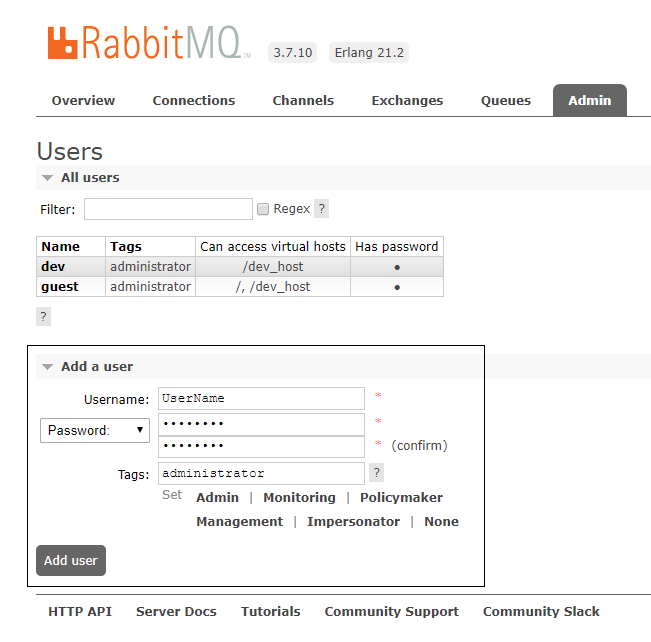 RabbitMQ TM 3.7.10 Erlang 21.2
Overview Connections Channels Exchanges Queues Admin
Users
All users
Filter: Regex ?
Name Tags Can access virtual hosts Has password
dev administrator /dev_host ●
guest administrator /, /dev_host ●
?
Add a user
Username: UserName *
Password: •••••••• *
•••••••• * (confirm)
Tags: administrator ?
Set Admin | Monitoring | Policymaker
Management | Impersonator | None
Add user
HTTP API Server Docs Tutorials Community Support Community Slack